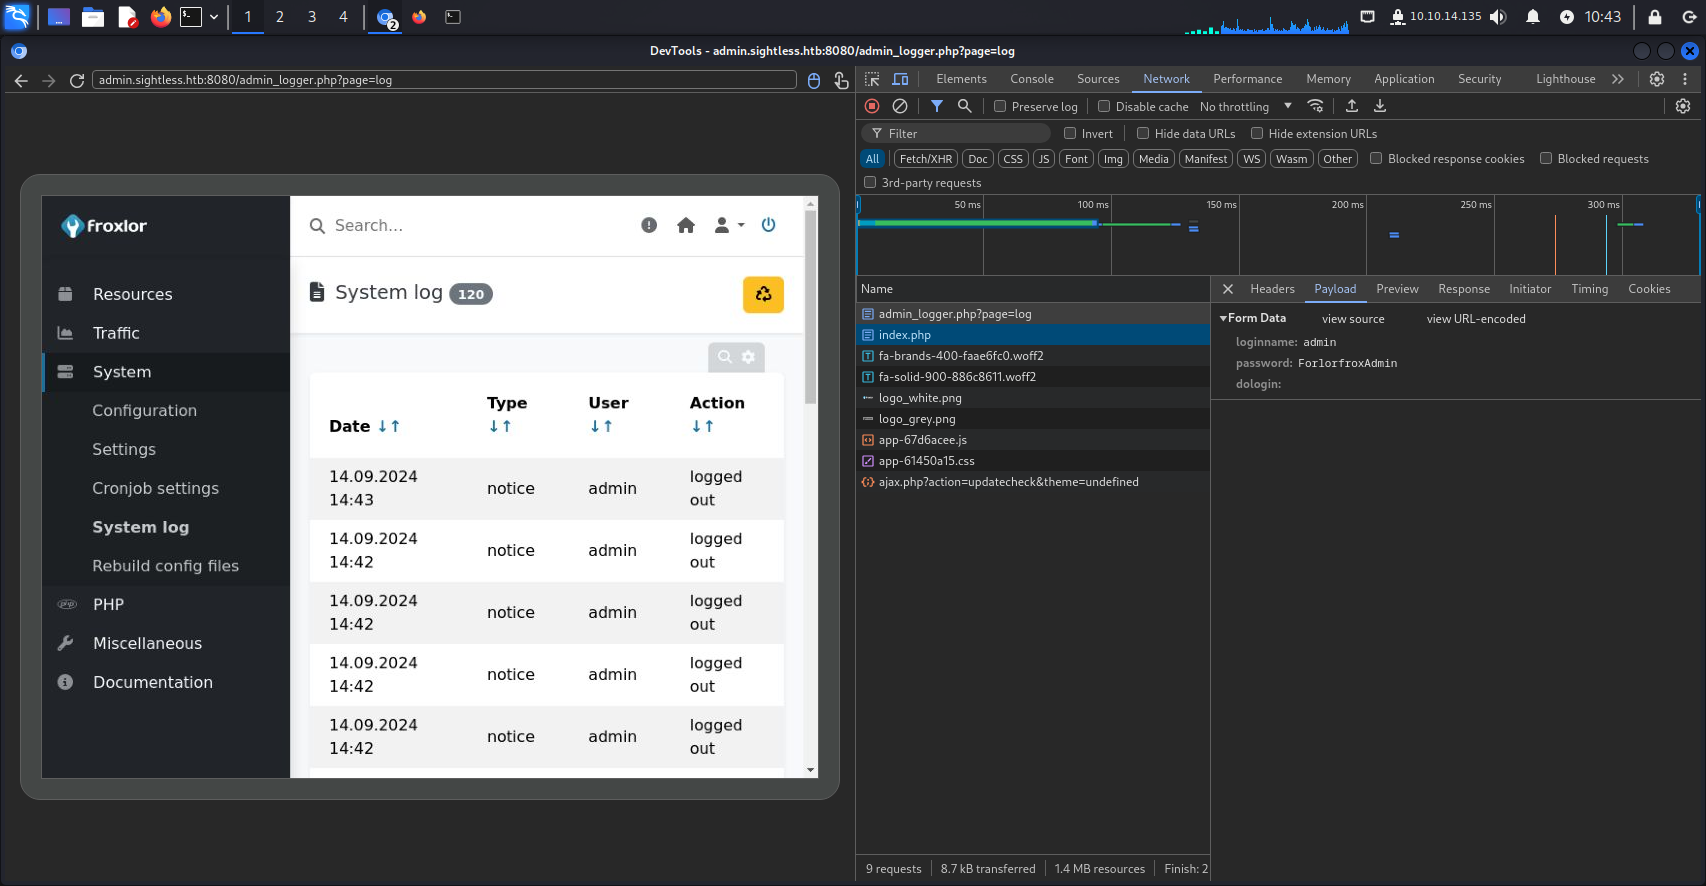 1 2 3 4 2 10.10.14.135 10:43
DevTools - admin.sightless.htb:8080/admin_logger.php?page=log
admin.sightless.htb:8080/admin_logger.php?page=log
froxlor
Resources
Traffic
System
Configuration
Settings
Cronjob settings
System log
Rebuild config files
php PHP
Miscellaneous
Documentation
Search...
System log 120
Date Type User Action
14.09.2024 14:43 notice admin logged out
14.09.2024 14:42 notice admin logged out
14.09.2024 14:42 notice admin logged out
14.09.2024 14:42 notice admin logged out
14.09.2024 14:42 notice admin logged out
Elements Console Sources Network Performance Memory Application Security Lighthouse
Preserve log Disable cache No throttling
Filter Invert Hide data URLs Hide extension URLs
All Fetch/XHR Doc CSS JS Font Img Media Manifest WS Wasm Other Blocked response cookies Blocked requests
3rd-party requests
50 ms 100 ms 150 ms 200 ms 250 ms 300 ms
Name
admin_logger.php?page=log
index.php
fa-brands-400-faae6fc0.woff2
fa-solid-900-886c8611.woff2
logo_white.png
logo_grey.png
app-67d6acee.js
app-61450a15.css
ajax.php?action=updatecheck&theme=undefined
Headers Payload Preview Response Initiator Timing Cookies
Form Data view source view URL-encoded
loginname: admin
password: ForlorfroxAdmin
dologin:
9 requests 8.7 kB transferred 1.4 MB resources Finish: 2